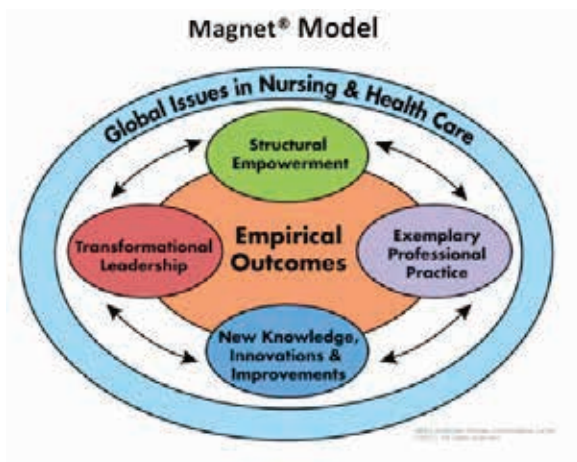 Magnet® Model
Global Issues in Nursing & Health Care
Structural
Empowerment
Transformational
Leadership
Empirical
Outcomes
Exemplary
Professional
Practice
New Knowledge,
Innovations &
Improvements